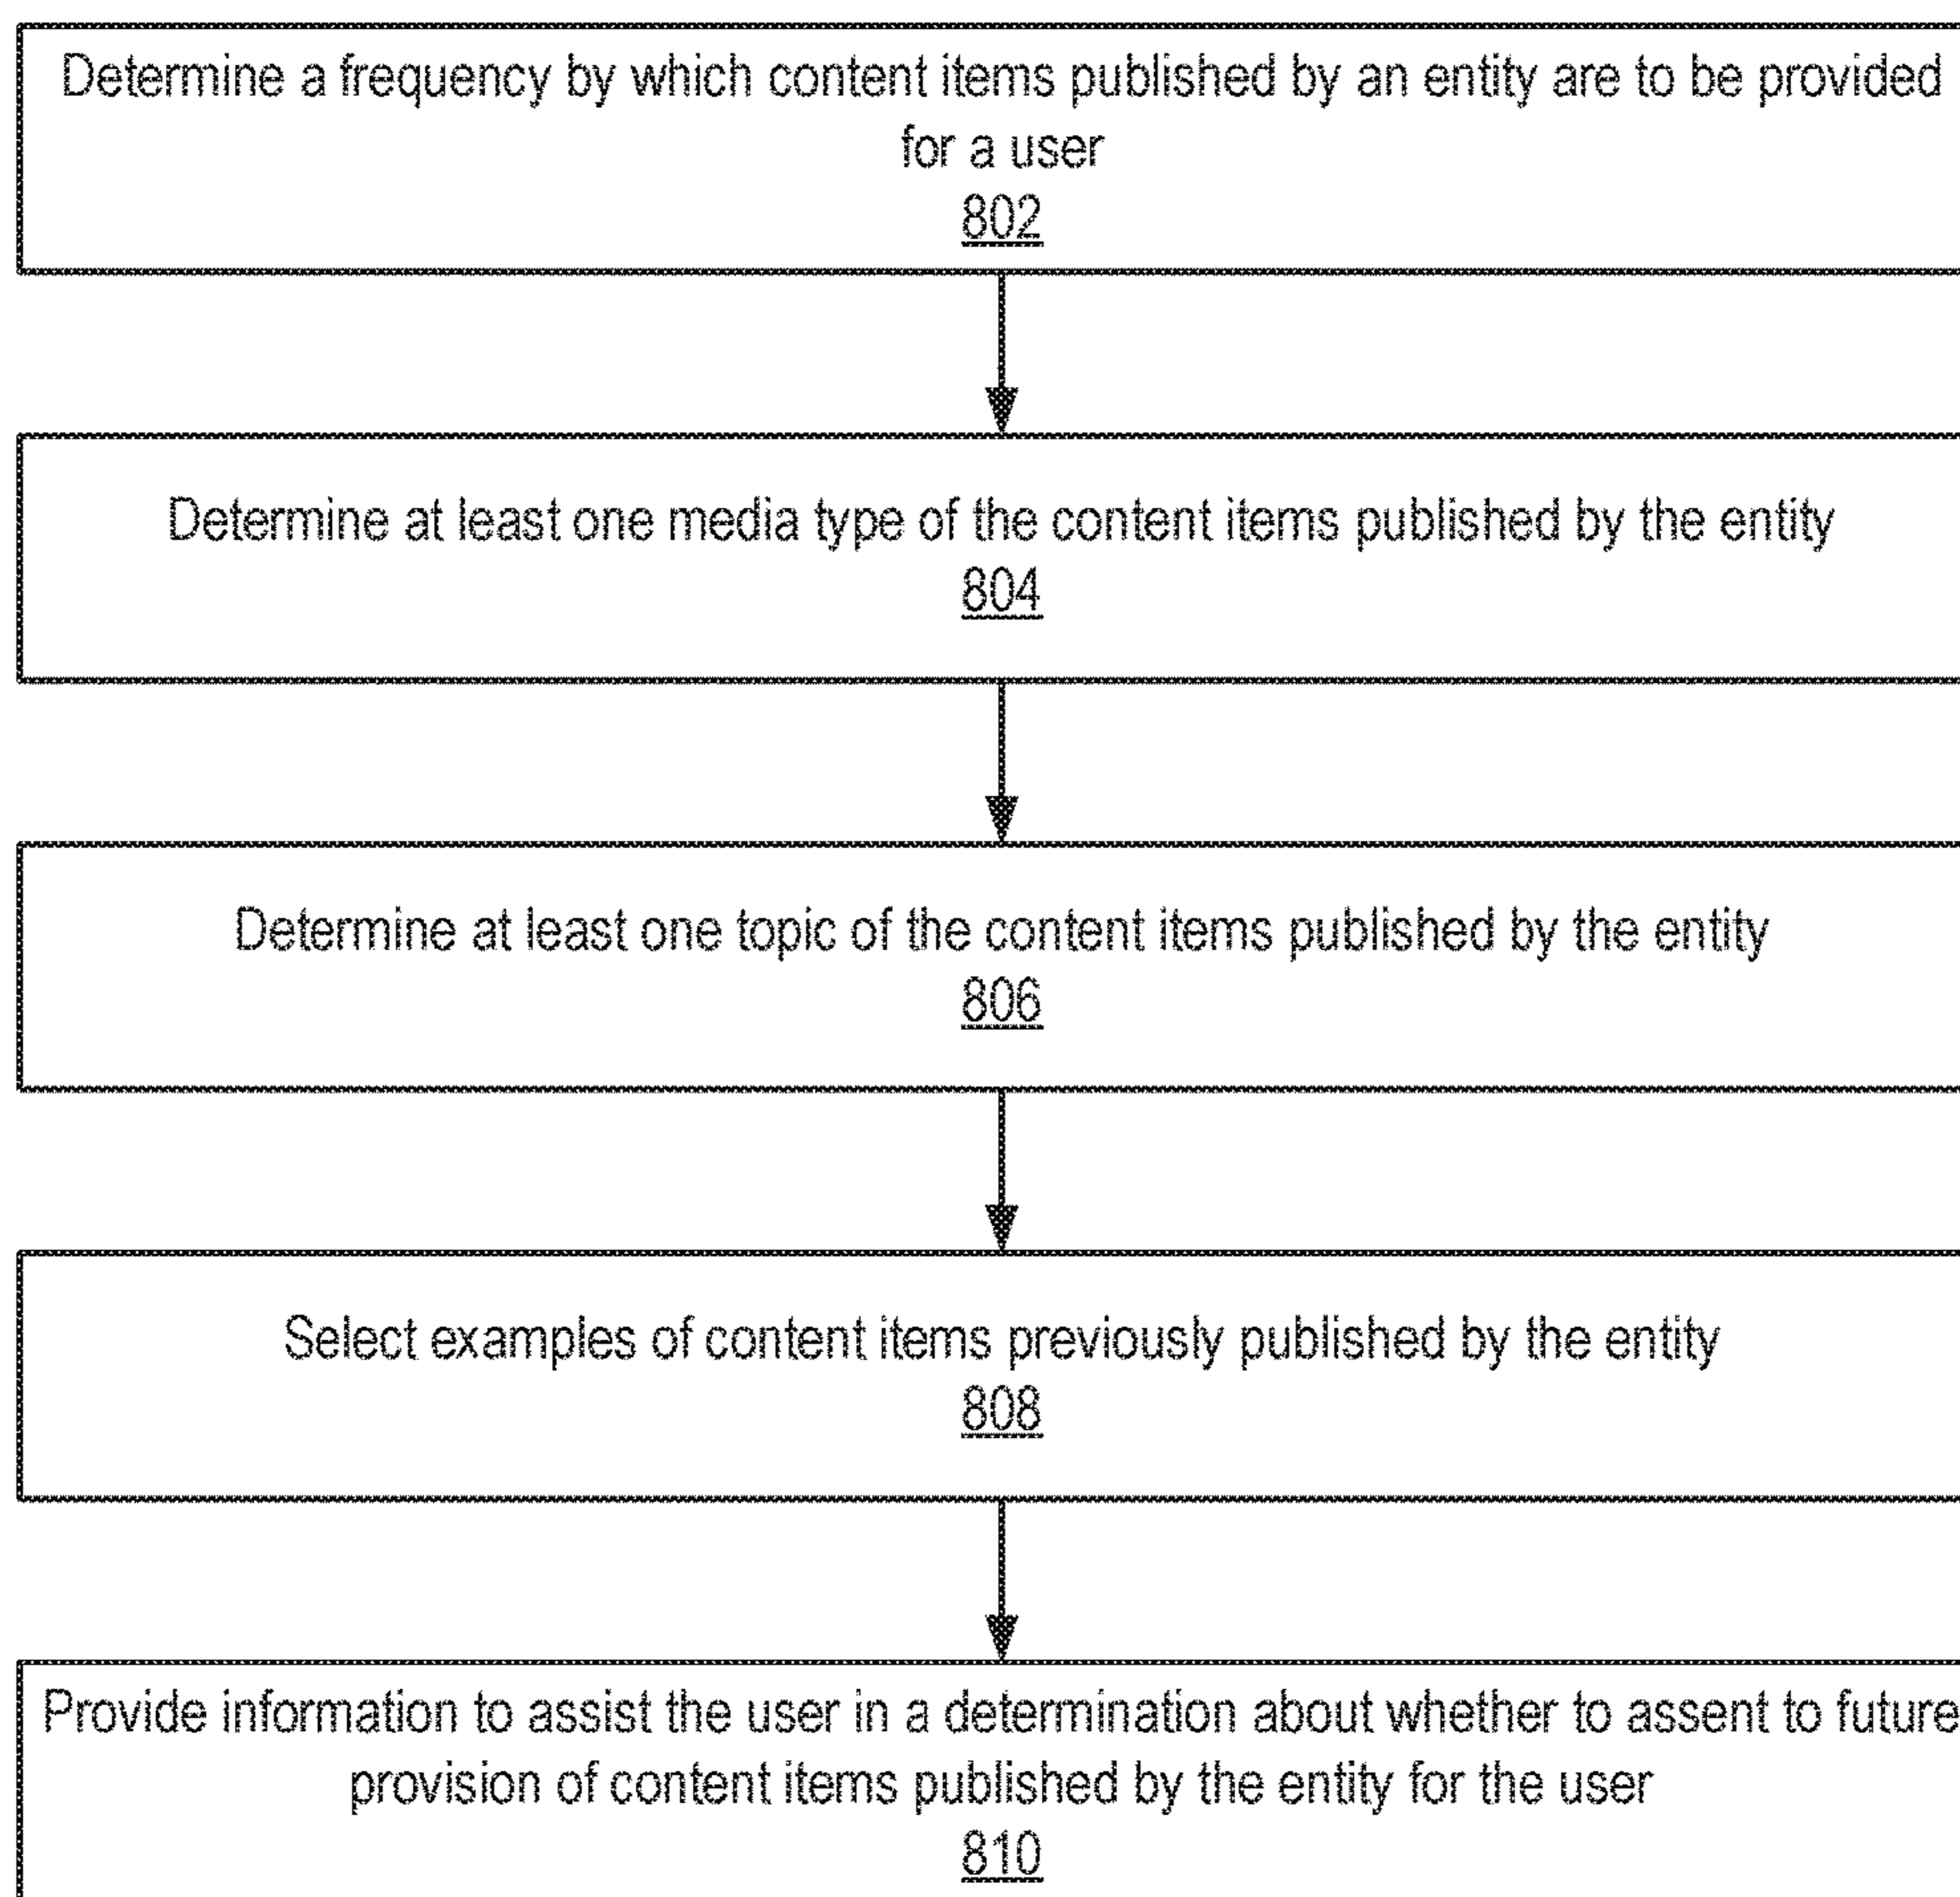 Determine a frequency by which content items published by an entity are to be provided
for a user
802
Determine at least one media type of the content items published by the entity
804
Determine at least one topic of the content items published by the entity
806
Select examples of content items previously published by the entity
808
Provide information to assist the user in a determination about whether to assent to future
provision of content items published by the entity for the user
810